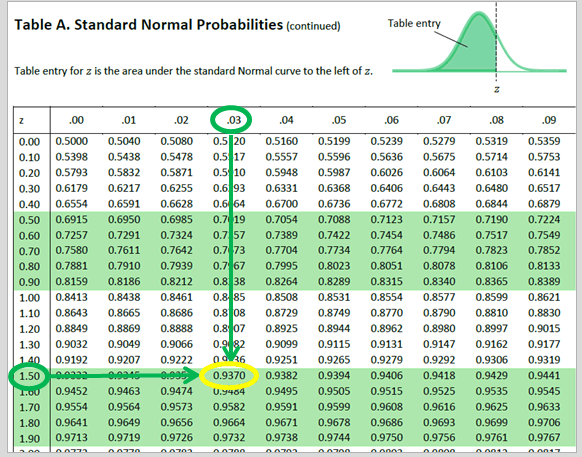 Table A. Standard Normal Probabilities (continued)
Table entry
Table entry for z is the area under the standard Normal curve to the left of z.
z
z .00 .01 .02 .03 .04 .05 .06 .07 .08 .09
0.00 0.5000 0.5040 0.5080 0.5120 0.5160 0.5199 0.5239 0.5279 0.5319 0.5359
0.10 0.5398 0.5438 0.5478 0.5517 0.5557 0.5596 0.5636 0.5675 0.5714 0.5753
0.20 0.5793 0.5832 0.5871 0.5910 0.5948 0.5987 0.6026 0.6064 0.6103 0.6141
0.30 0.6179 0.6217 0.6255 0.6293 0.6331 0.6368 0.6406 0.6443 0.6480 0.6517
0.40 0.6554 0.6591 0.6628 0.6664 0.6700 0.6736 0.6772 0.6808 0.6844 0.6879
0.50 0.6915 0.6950 0.6985 0.7019 0.7054 0.7088 0.7123 0.7157 0.7190 0.7224
0.60 0.7257 0.7291 0.7324 0.7357 0.7389 0.7422 0.7454 0.7486 0.7517 0.7549
0.70 0.7580 0.7611 0.7642 0.7673 0.7704 0.7734 0.7764 0.7794 0.7823 0.7852
0.80 0.7881 0.7910 0.7939 0.7967 0.7995 0.8023 0.8051 0.8078 0.8106 0.8133
0.90 0.8159 0.8186 0.8212 0.8238 0.8264 0.8289 0.8315 0.8340 0.8365 0.8389
1.00 0.8413 0.8438 0.8461 0.8485 0.8508 0.8531 0.8554 0.8577 0.8599 0.8621
1.10 0.8643 0.8665 0.8686 0.8708 0.8729 0.8749 0.8770 0.8790 0.8810 0.8830
1.20 0.8849 0.8869 0.8888 0.8907 0.8925 0.8944 0.8962 0.8980 0.8997 0.9015
1.30 0.9032 0.9049 0.9066 0.9082 0.9099 0.9115 0.9131 0.9147 0.9162 0.9177
1.40 0.9192 0.9207 0.9222 0.9236 0.9251 0.9265 0.9279 0.9292 0.9306 0.9319
1.50 0.9370 0.9382 0.9394 0.9406 0.9418 0.9429 0.9441
1.60 0.9452 0.9463 0.9474 0.9484 0.9495 0.9505 0.9515 0.9525 0.9535 0.9545
1.70 0.9554 0.9564 0.9573 0.9582 0.9591 0.9599 0.9608 0.9616 0.9625 0.9633
1.80 0.9641 0.9649 0.9656 0.9664 0.9671 0.9678 0.9686 0.9693 0.9699 0.9706
1.90 0.9713 0.9719 0.9726 0.9732 0.9738 0.9744 0.9750 0.9756 0.9761 0.9767